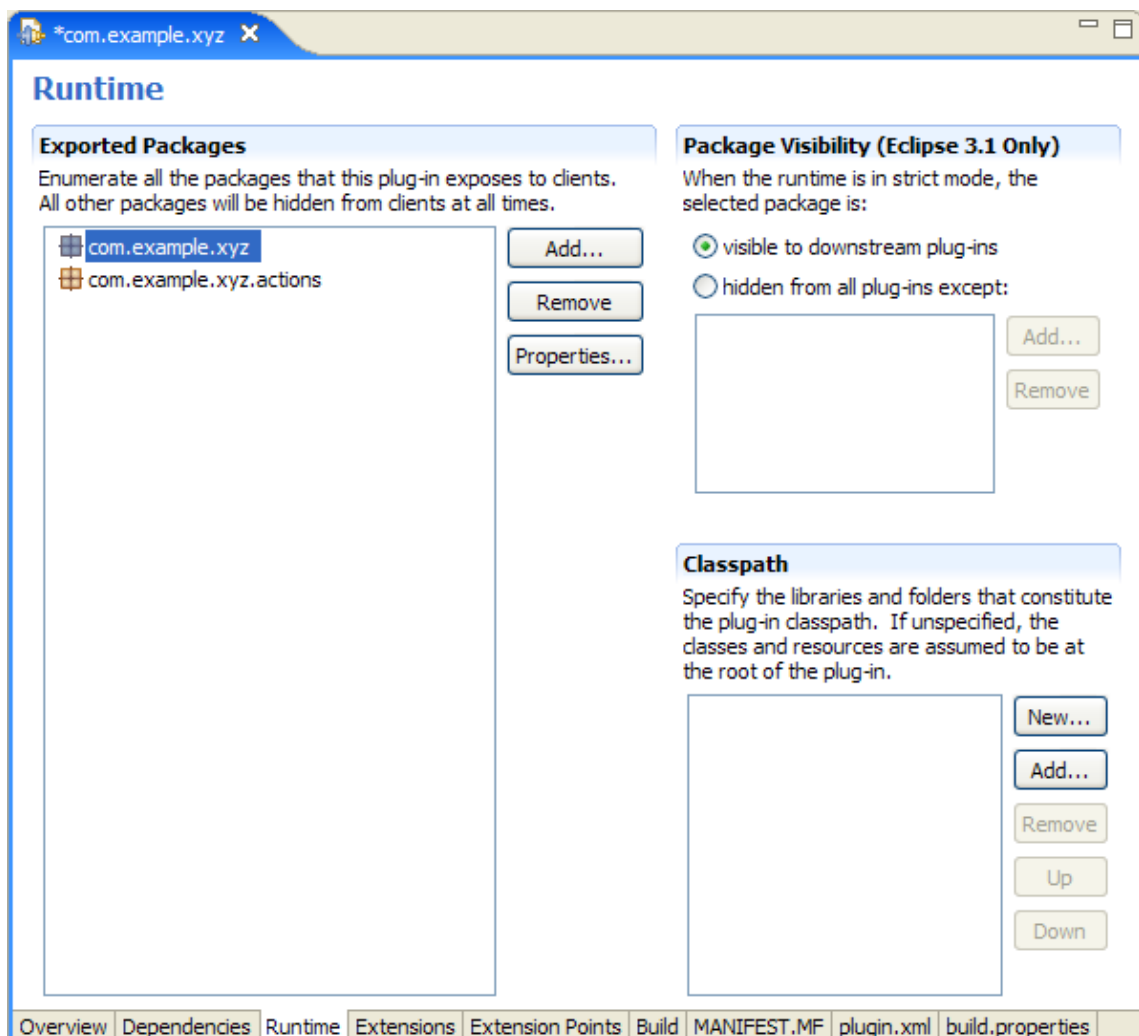 *com.example.xyz
Runtime
Exported Packages
Enumerate all the packages that this plug-in exposes to clients.
All other packages will be hidden from clients at all times.
com.example.xyz
com.example.xyz.actions
Add...
Remove
Properties...
Package Visibility (Eclipse 3.1 Only)
When the runtime is in strict mode, the
selected package is:
visible to downstream plug-ins
hidden from all plug-ins except:
Add...
Remove
Classpath
Specify the libraries and folders that constitute
the plug-in classpath. If unspecified, the
classes and resources are assumed to be at
the root of the plug-in.
New...
Add...
Remove
Up
Down
Overview Dependencies Runtime Extensions Extension Points Build MANIFEST.MF plugin.xml build.properties